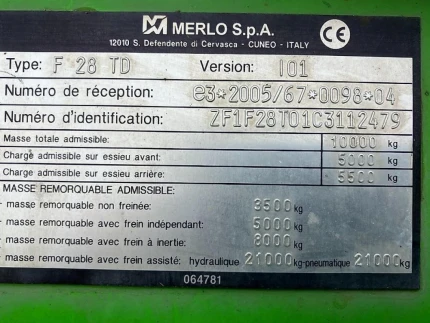 MERLO S.p.A.
12010 S. Defendente di Cervasca - CUNEO - ITALY
CE
Type: F 28 TD Version: I01
Numéro de réception: e3*2005/67*0098*04
Numéro d'identification: ZF1F28T01C3112479
Masse totale admissible: 10000 kg
Charge admissible sur essieu avant: 5000 kg
Charge admissible sur essieu arrière: 5500 kg
MASSE REMORQUABLE ADMISSIBLE:
- masse remorquable non freinée: 3500 kg
- masse remorquable avec frein indépendant: 5000 kg
- masse remorquable avec frein à inertie: 8000 kg
- masse remorquable avec frein assisté: hydraulique 21000 kg-pneumatique 21000 kg
064781